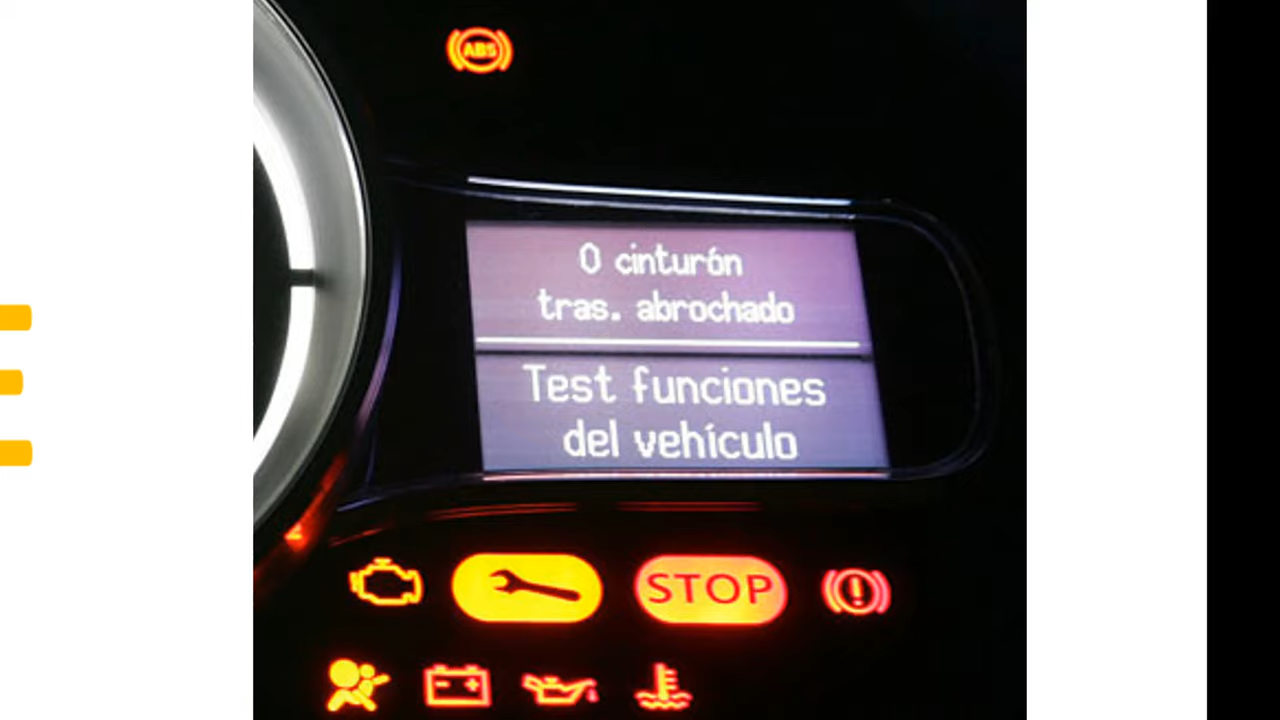 ABS
0 cinturón
tras. abrochado
Test funciones
del vehículo
STOP